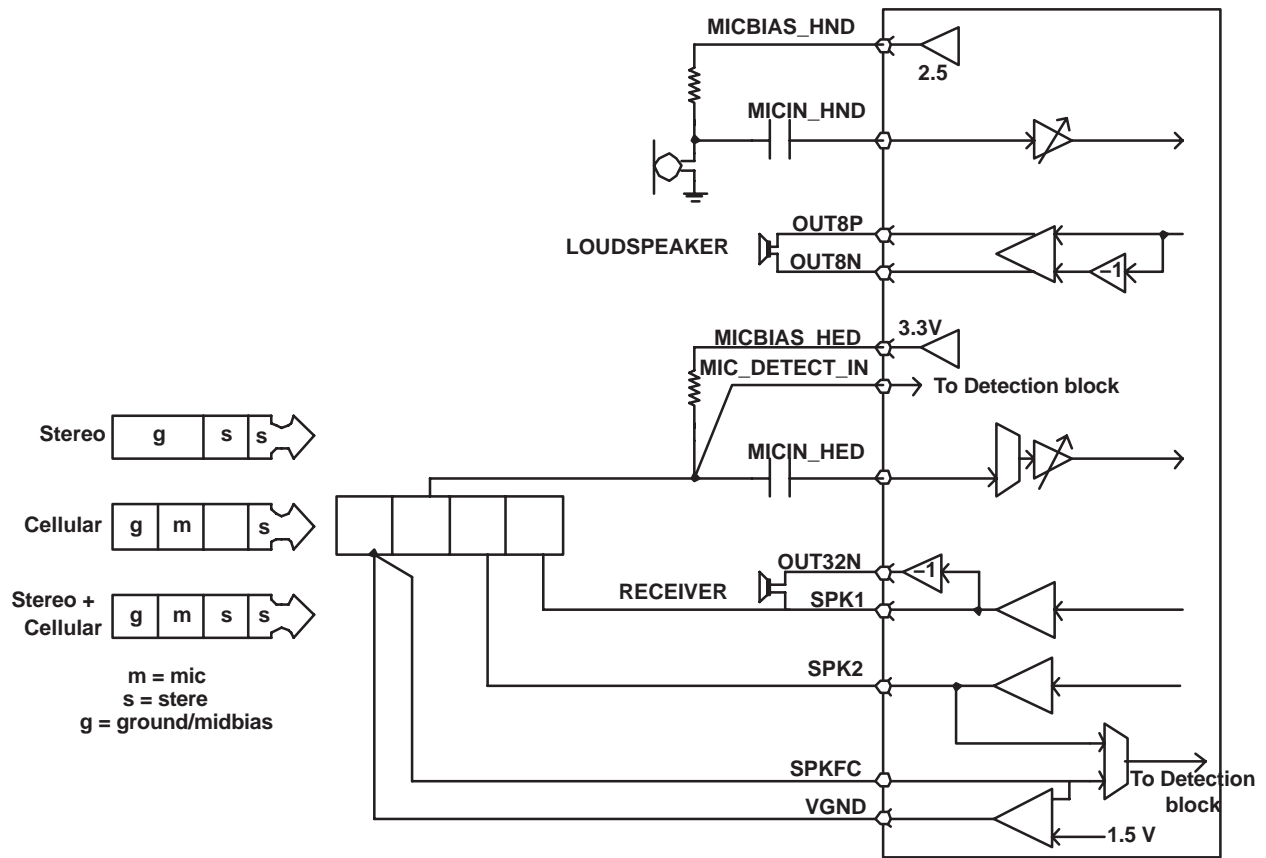 MICBIAS_HND
2.5
MICIN_HND
OUT8P
LOUDSPEAKER
OUT8N
−1
3.3V
MICBIAS_HED
MIC_DETECT_IN
To Detection block
Stereo g s s
MICIN_HED
Cellular g m s
OUT32N
−1
RECEIVER
SPK1
Stereo +
Cellular g m s s
SPK2
m = mic
s = stere
g = ground/midbias
SPKFC
To Detection
block
VGND
1.5 V